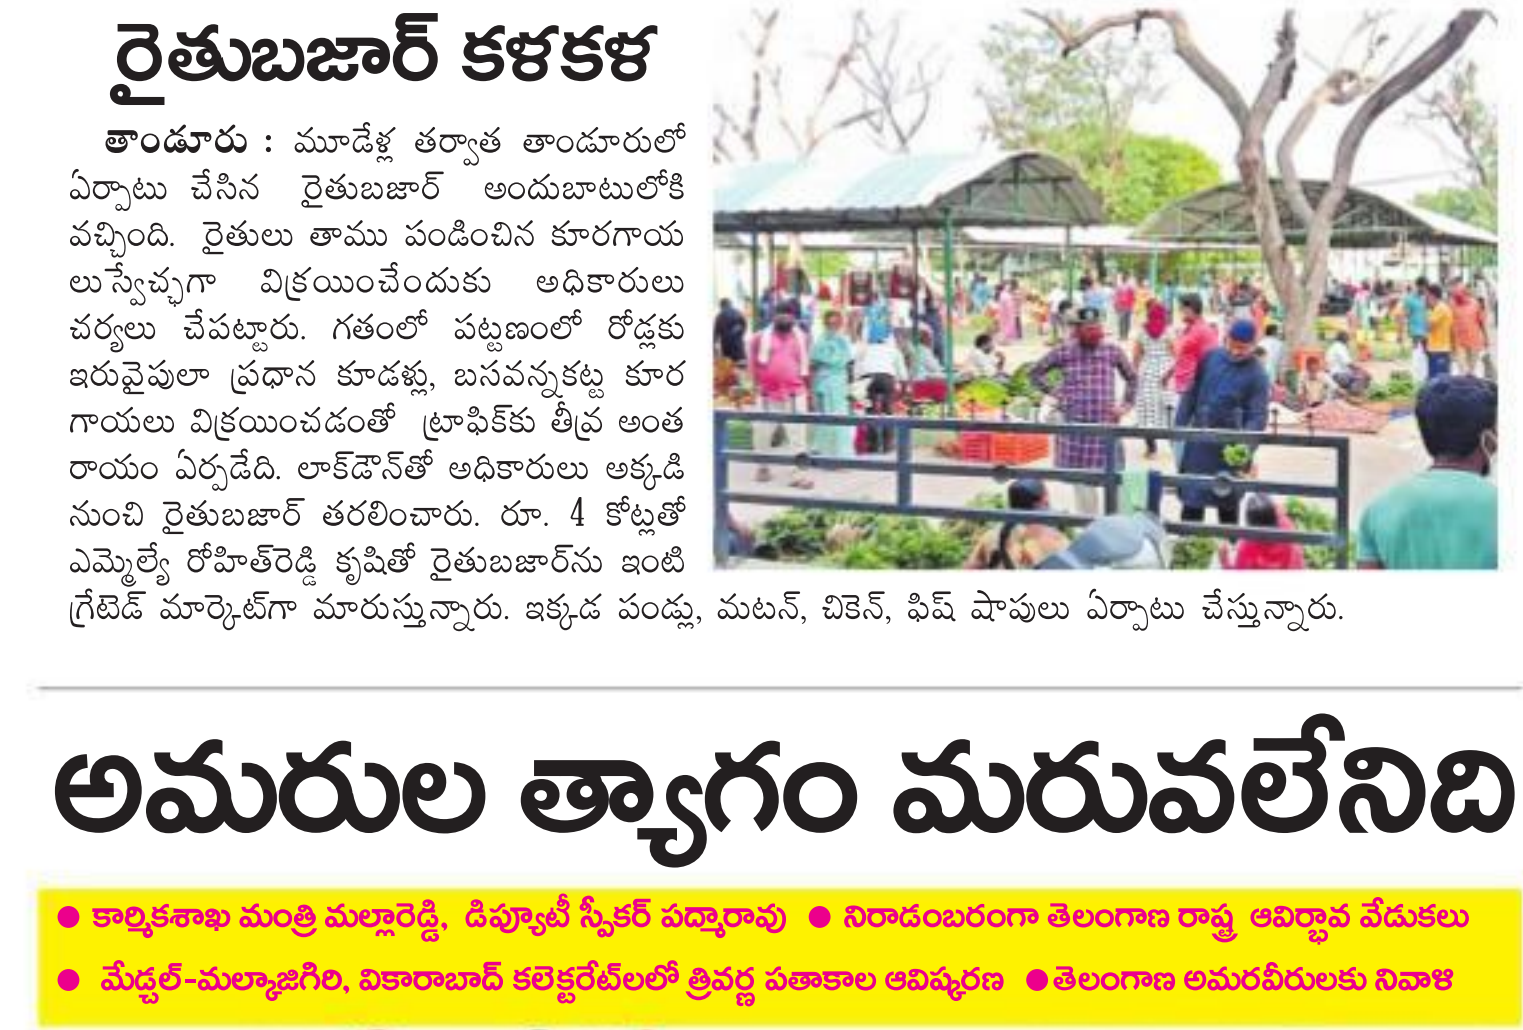 రైతుబజార్ కళకళ
తాండూరు : మూడేళ్ల తర్వాత తాండూరులో
ఏర్పాటు చేసిన రైతుబజార్ అందుబాటులోకి
వచ్చింది. రైతులు తాము పండించిన కూరగాయ
లుస్వేచ్ఛగా విక్రయించేందుకు అధికారులు
చర్యలు చేపట్టారు. గతంలో పట్టణంలో రోడ్లకు
ఇరువైపులా ప్రధాన కూడళ్లు, బసవన్నకట్ట కూర
గాయలు విక్రయించడంతో ట్రాఫిక్‌కు తీవ్ర అంత
రాయం ఏర్పడేది. లాక్‌డౌన్‌తో అధికారులు అక్కడి
నుంచి రైతుబజార్ తరలించారు. రూ. 4 కోట్లతో
ఎమ్మెల్యే రోహిత్‌రెడ్డి కృషితో రైతుబజార్‌ను ఇంటి
గ్రేటెడ్ మార్కెట్‌గా మారుస్తున్నారు. ఇక్కడ పండ్లు, మటన్, చికెన్, ఫిష్ షాపులు ఏర్పాటు చేస్తున్నారు.
అమరుల త్యాగం మరువలేనిది
● కార్మికశాఖ మంత్రి మల్లారెడ్డి, డిప్యూటీ స్పీకర్ పద్మారావు ● నిరాడంబరంగా తెలంగాణ రాష్ట్ర ఆవిర్భావ వేడుకలు
● మేడ్చల్-మల్కాజిగిరి, వికారాబాద్ కలెక్టరేట్‌లలో త్రివర్ణ పతాకాల ఆవిష్కరణ ● తెలంగాణ అమరవీరులకు నివాళి